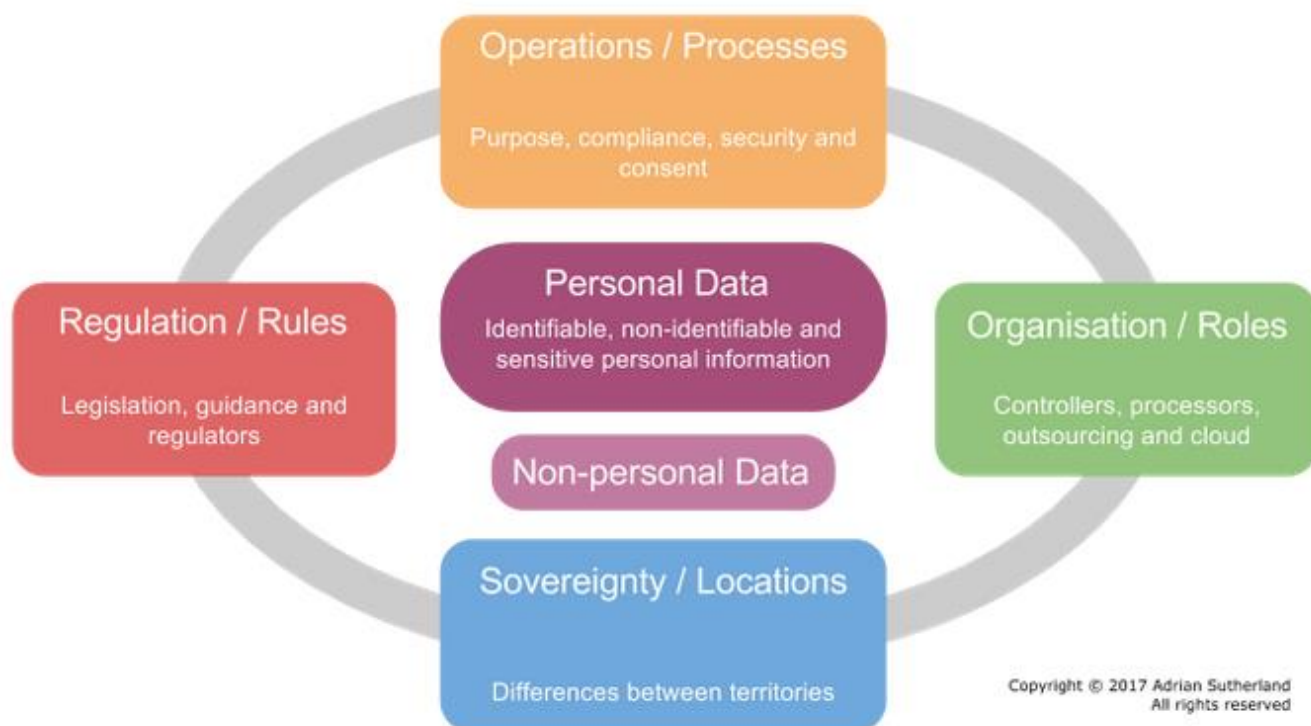 Operations / Processes
Purpose, compliance, security and
consent
Personal Data
Identifiable, non-identifiable and
sensitive personal information
Regulation / Rules
Legislation, guidance and
regulators
Organisation / Roles
Controllers, processors,
outsourcing and cloud
Non-personal Data
Sovereignty / Locations
Differences between territories
Copyright © 2017 Adrian Sutherland
All rights reserved